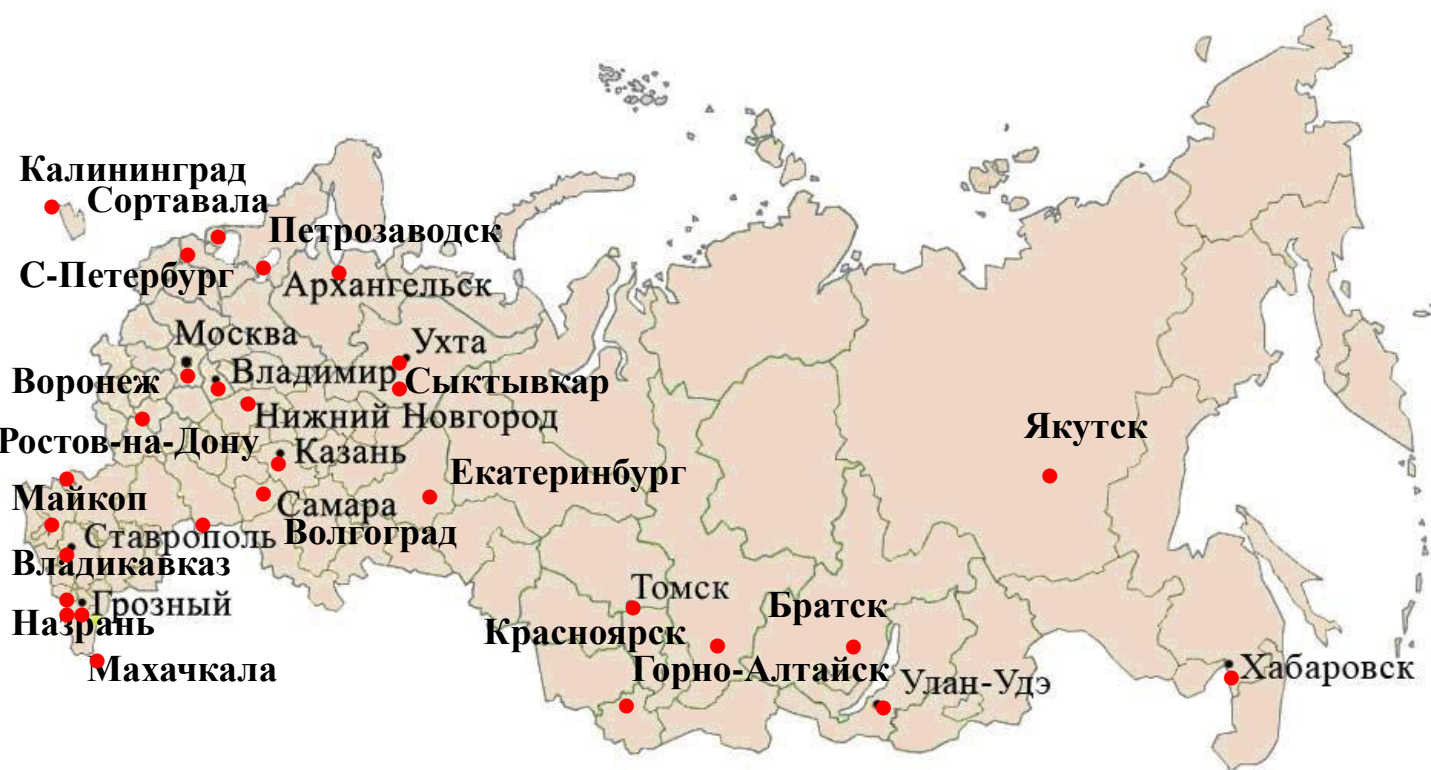 Калининград
Сортавала
Петрозаводск
С-Петербург
Архангельск
Москва
Ухта
Воронеж
Владимир
Сыктывкар
Нижний Новгород
Ростов-на-Дону
Казань
Якутск
Екатеринбург
Майкоп
Самара
Ставрополь
Волгоград
Владикавказ
Грозный
Томск
Братск
Назрань
Красноярск
Махачкала
Горно-Алтайск
Улан-Удэ
Хабаровск